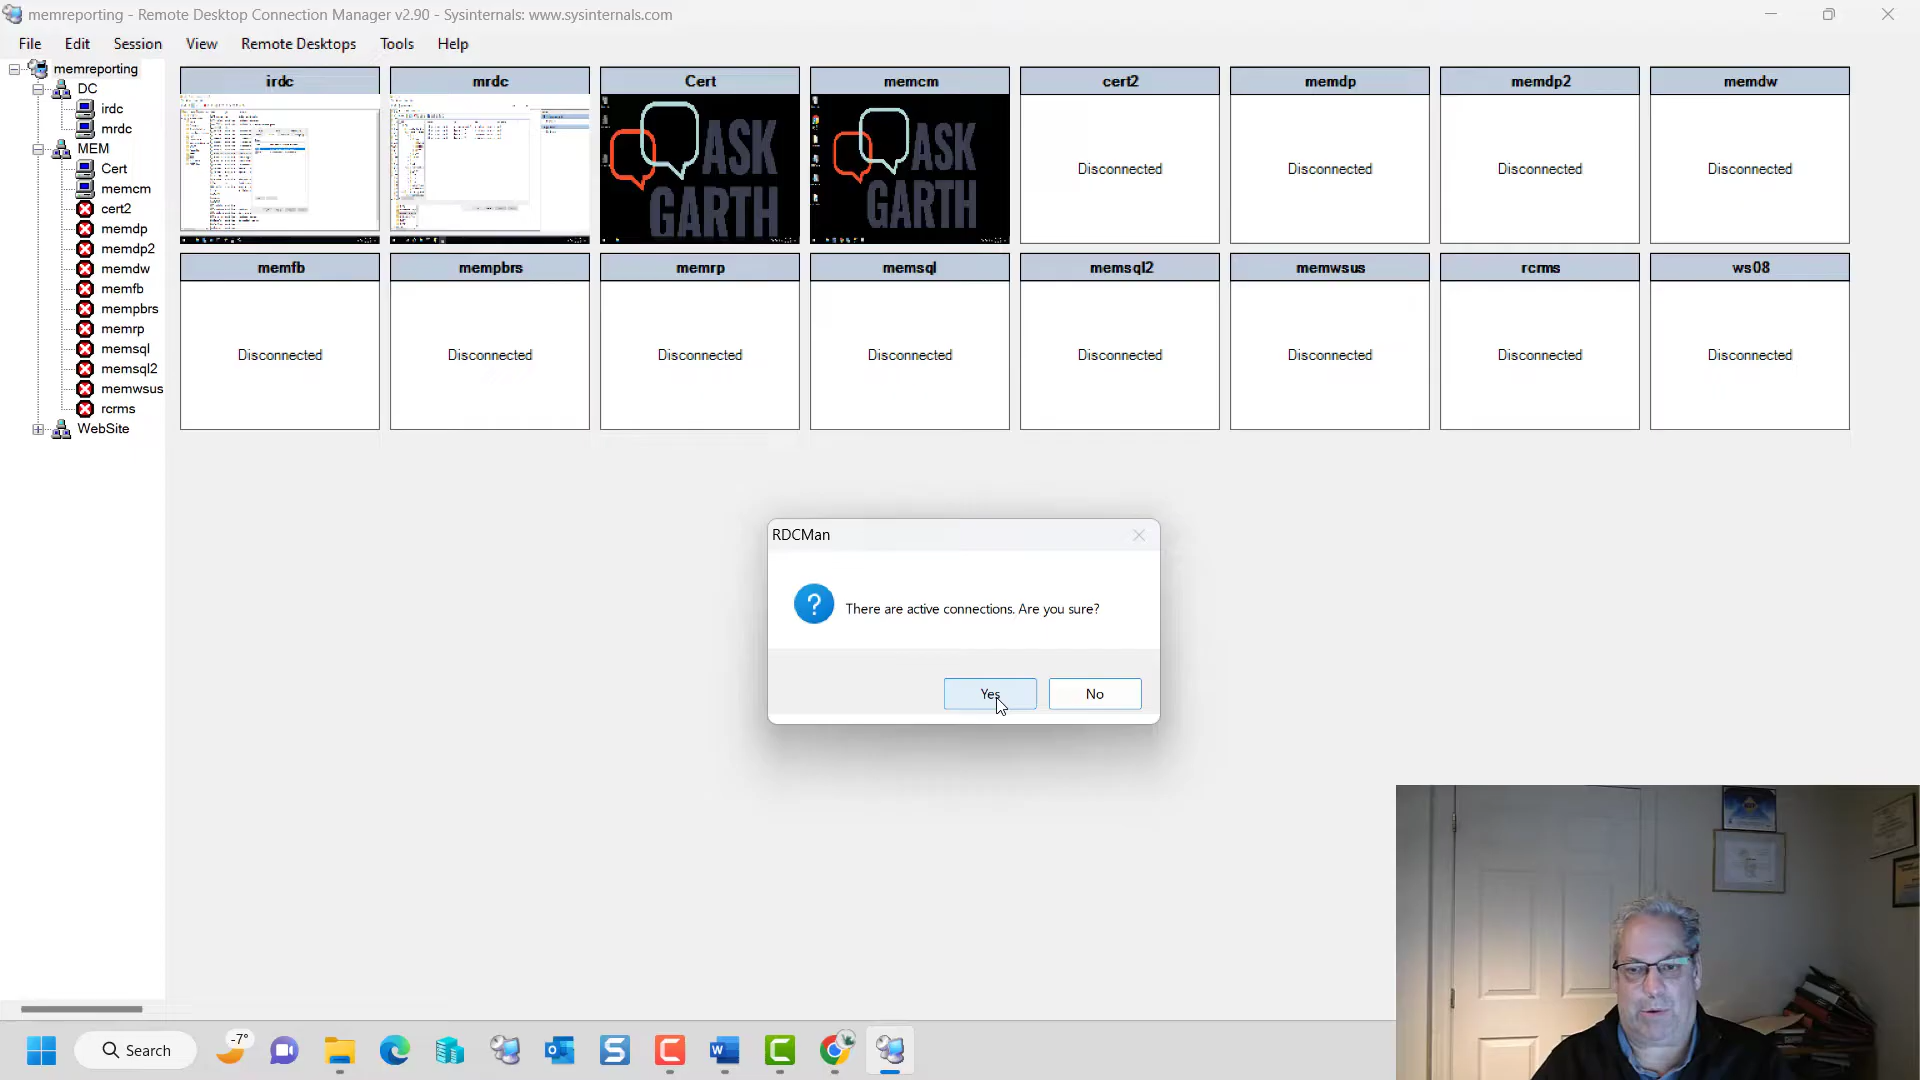 memreporting - Remote Desktop Connection Manager v2.90 - Sysinternals: www.sysinternals.com
File Edit Session View Remote Desktops Tools Help
memreporting
DC
irdc
mrdc
MEM
Cert
memcm
cert2
memdp
memdp2
memdw
memfb
mempbrs
memrp
memsql
memsql2
memwsus
rcrms
WebSite
irdc mrdc Cert memcm cert2 memdp memdp2 memdw
ASK
GARTH
ASK
GARTH
Disconnected Disconnected Disconnected Disconnected
memfb mempbrs memrp memsql memsql2 memwsus rcrms ws08
Disconnected Disconnected Disconnected Disconnected Disconnected Disconnected Disconnected Disconnected
RDCMan
There are active connections. Are you sure?
Yes No
Search
-7°